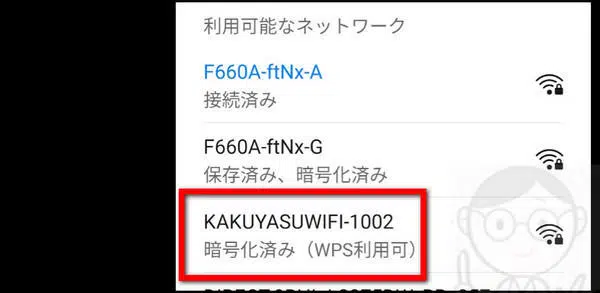 利用可能なネットワーク
F660A-ftNx-A
接続済み
F660A-ftNx-G
保存済み、暗号化済み
KAKUYASUWIFI-1002
暗号化済み（WPS利用可）